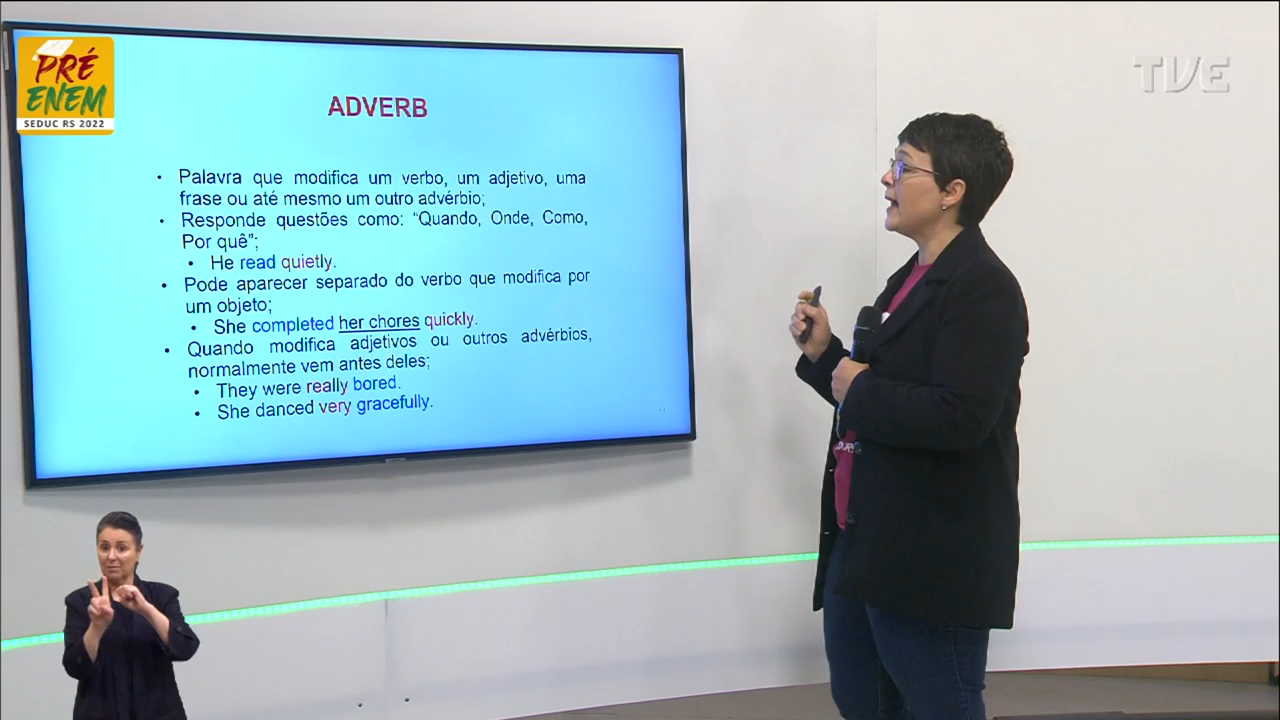 PRÉ
ENEM
SEDUC RS 2022
TVE
ADVERB
• Palavra que modifica um verbo, um adjetivo, uma
frase ou até mesmo um outro advérbio;
• Responde questões como: “Quando, Onde, Como,
Por quê”;
• He read quietly.
• Pode aparecer separado do verbo que modifica por
um objeto;
• She completed her chores quickly.
• Quando modifica adjetivos ou outros advérbios,
normalmente vem antes deles;
• They were really bored.
• She danced very gracefully.